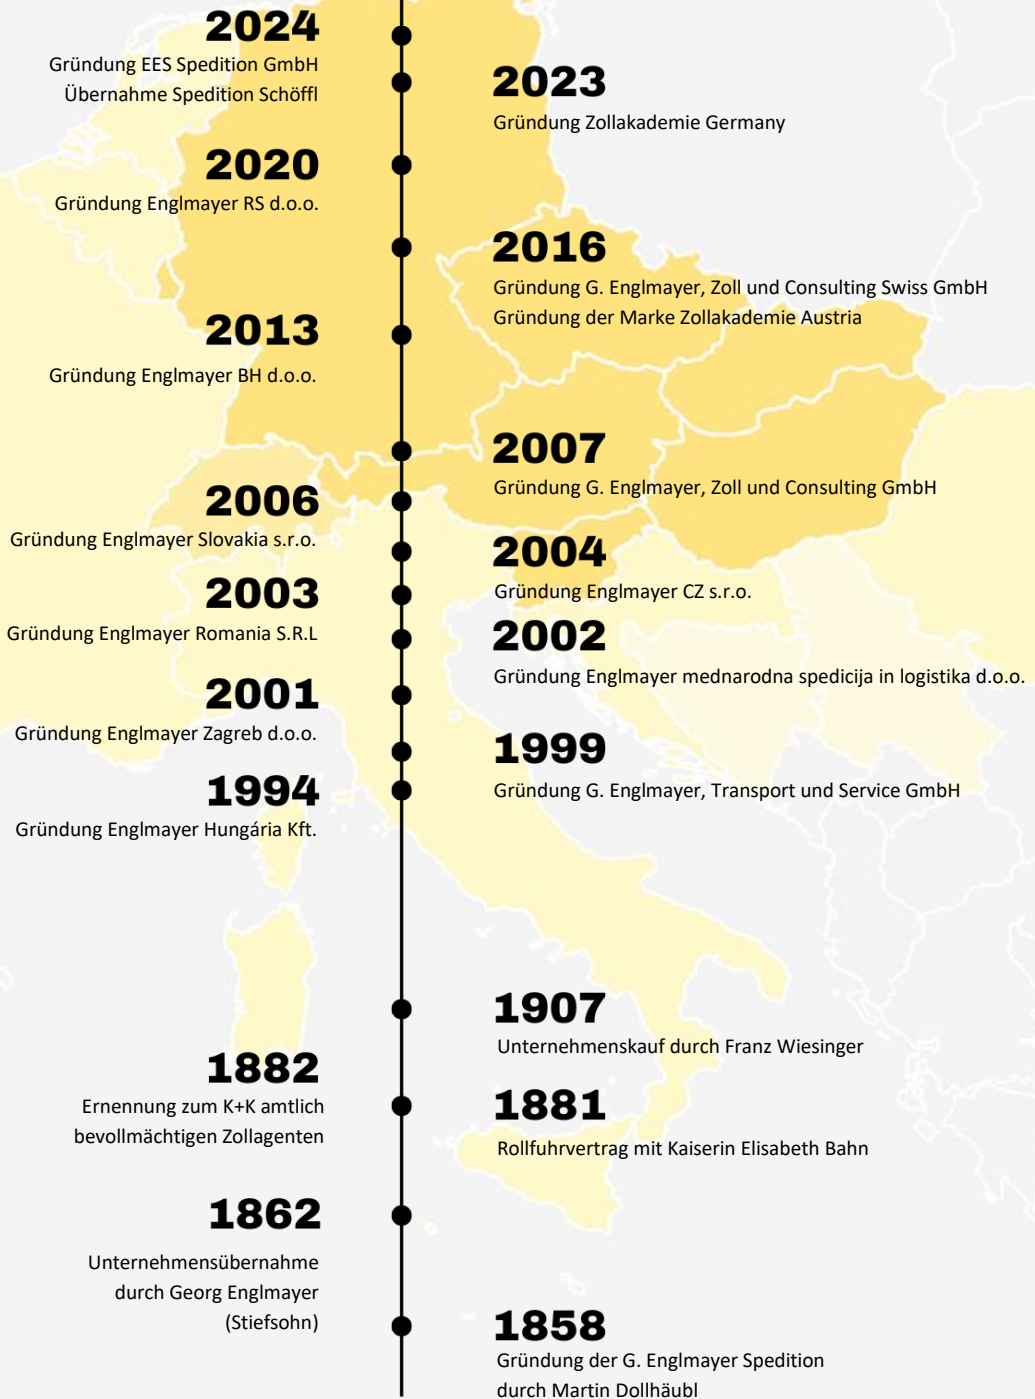 2024
Gründung EES Spedition GmbH
Übernahme Spedition Schöffl
2023
Gründung Zollakademie Germany
2020
Gründung Englmayer RS d.o.o.
2016
Gründung G. Englmayer, Zoll und Consulting Swiss GmbH
Gründung der Marke Zollakademie Austria
2013
Gründung Englmayer BH d.o.o.
2007
Gründung G. Englmayer, Zoll und Consulting GmbH
2006
Gründung Englmayer Slovakia s.r.o.
2004
Gründung Englmayer CZ s.r.o.
2003
Gründung Englmayer Romania S.R.L
2002
Gründung Englmayer mednarodna spedicija in logistika d.o.o.
2001
Gründung Englmayer Zagreb d.o.o.
1999
Gründung G. Englmayer, Transport und Service GmbH
1994
Gründung Englmayer Hungária Kft.
1907
Unternehmenskauf durch Franz Wiesinger
1882
Ernennung zum K+K amtlich
bevollmächtigen Zollagenten
1881
Rollfuhrvertrag mit Kaiserin Elisabeth Bahn
1862
Unternehmensübernahme
durch Georg Englmayer
(Stiefsohn)
1858
Gründung der G. Englmayer Spedition
durch Martin Dollhäubl